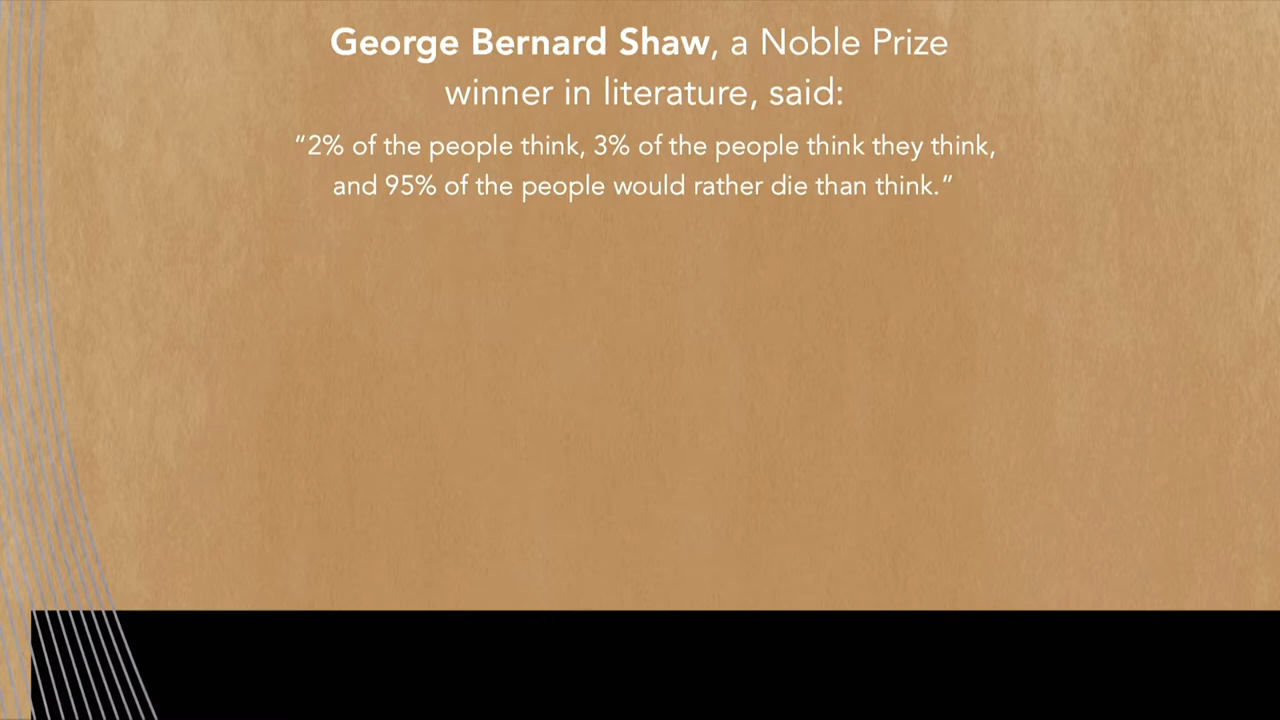 George Bernard Shaw, a Noble Prize
winner in literature, said:
“2% of the people think, 3% of the people think they think,
and 95% of the people would rather die than think.”